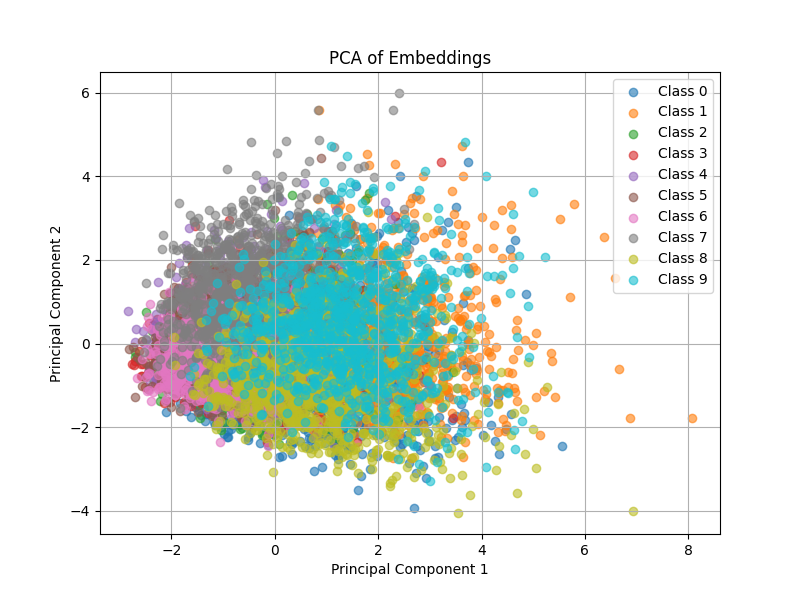 PCA of Embeddings
Class 0
Class 1
Class 2
Class 3
Class 4
Class 5
Class 6
Class 7
Class 8
Class 9
6
4
2
0
−2
−4
Principal Component 2
−2 0 2 4 6 8
Principal Component 1